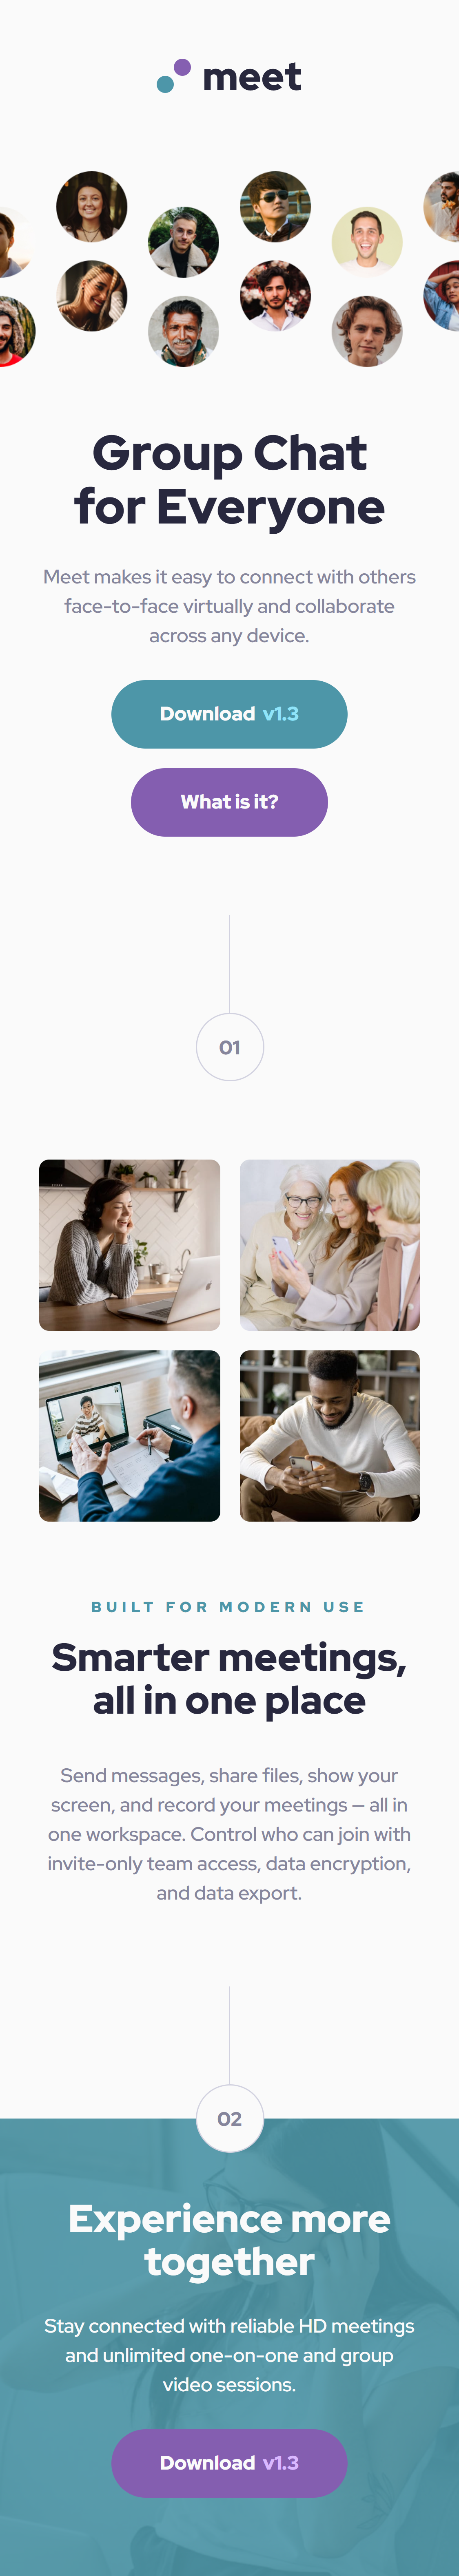 meet
Group Chat
for Everyone
Meet makes it easy to connect with others
face-to-face virtually and collaborate
across any device.
Download v1.3
What is it?
01
BUILT FOR MODERN USE
Smarter meetings,
all in one place
Send messages, share files, show your
screen, and record your meetings — all in
one workspace. Control who can join with
invite-only team access, data encryption,
and data export.
02
Experience more
together
Stay connected with reliable HD meetings
and unlimited one-on-one and group
video sessions.
Download v1.3